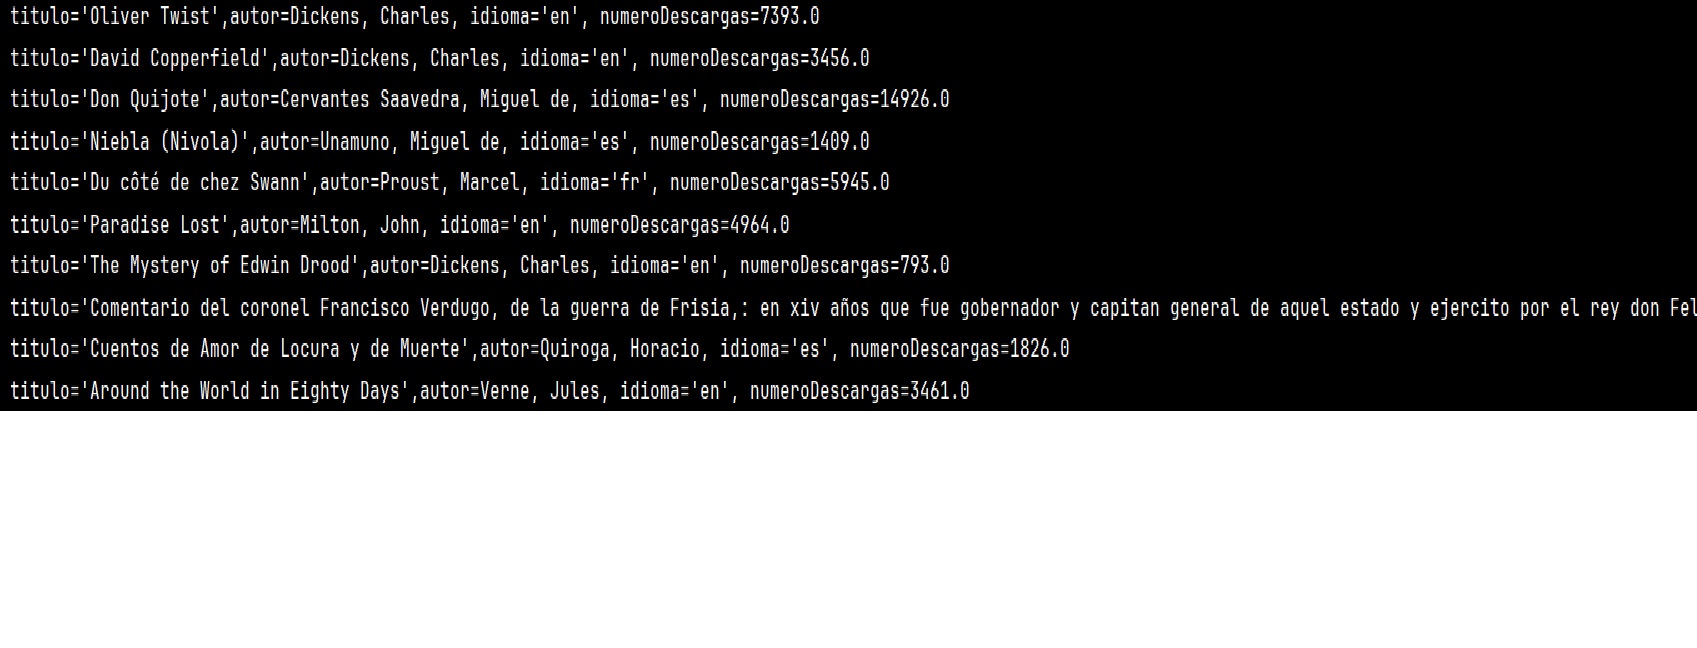 titulo='Oliver Twist',autor=Dickens, Charles, idioma='en', numeroDescargas=7393.0
titulo='David Copperfield',autor=Dickens, Charles, idioma='en', numeroDescargas=3456.0
titulo='Don Quijote',autor=Cervantes Saavedra, Miguel de, idioma='es', numeroDescargas=14926.0
titulo='Niebla (Nivola)',autor=Unamuno, Miguel de, idioma='es', numeroDescargas=1409.0
titulo='Du côté de chez Swann',autor=Proust, Marcel, idioma='fr', numeroDescargas=5945.0
titulo='Paradise Lost',autor=Milton, John, idioma='en', numeroDescargas=4964.0
titulo='The Mystery of Edwin Drood',autor=Dickens, Charles, idioma='en', numeroDescargas=793.0
titulo='Comentario del coronel Francisco Verdugo, de la guerra de Frisia,: en xiv años que fue gobernador y capitan general de aquel estado y ejercito por el rey don Fel
titulo='Cuentos de Amor de Locura y de Muerte',autor=Quiroga, Horacio, idioma='es', numeroDescargas=1826.0
titulo='Around the World in Eighty Days',autor=Verne, Jules, idioma='en', numeroDescargas=3461.0